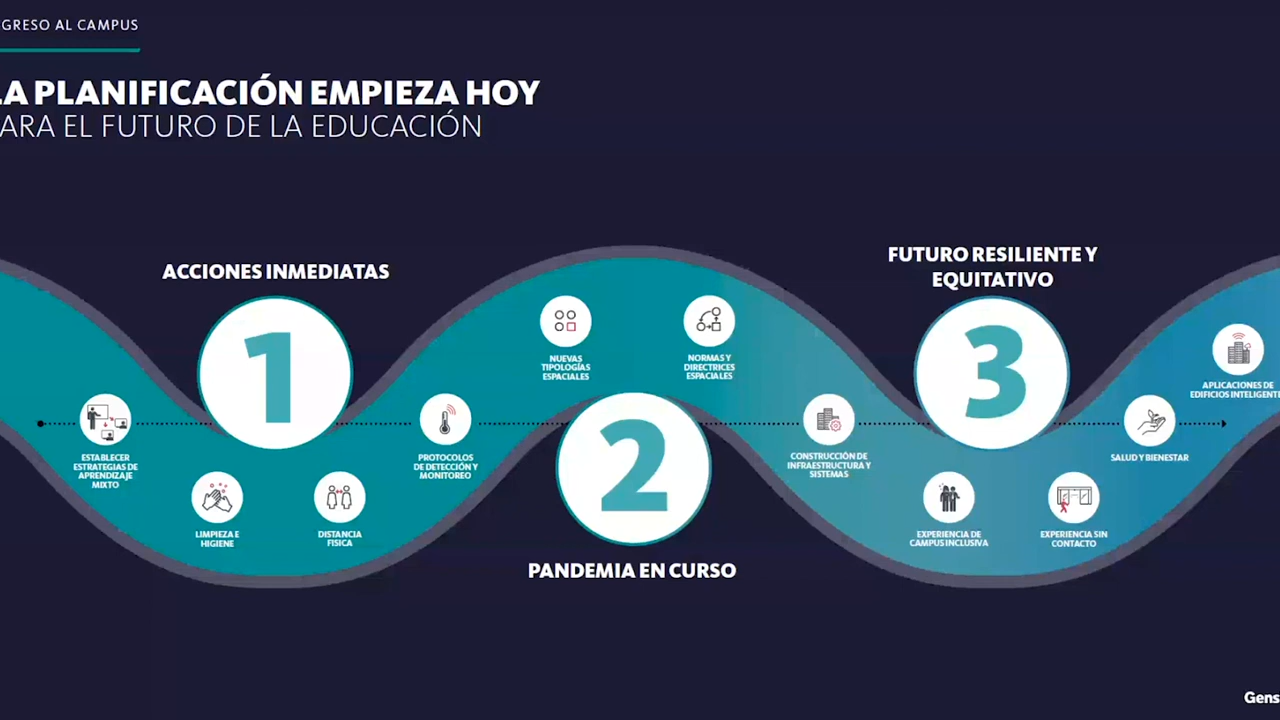 GRESO AL CAMPUS
LA PLANIFICACIÓN EMPIEZA HOY
ARA EL FUTURO DE LA EDUCACIÓN
ACCIONES INMEDIATAS
1
ESTABLECER
ESTRATEGIAS DE
APRENDIZAJE
MIXTO
LIMPIEZA E
HIGIENE
DISTANCIA
FISICA
PROTOCOLOS
DE DETECCIÓN Y
MONITOREO
NUEVAS
TIPOLOGÍAS
ESPACIALES
NORMAS Y
DIRECTRICES
ESPACIALES
2
PANDEMIA EN CURSO
CONSTRUCCIÓN DE
INFRAESTRUCTURA Y
SISTEMAS
FUTURO RESILIENTE Y
EQUITATIVO
3
EXPERIENCIA DE
CAMPUS INCLUSIVA
EXPERIENCIA SIN
CONTACTO
SALUD Y BIENESTAR
APLICACIONES DE
EDIFICIOS INTELIGENTE
Gens